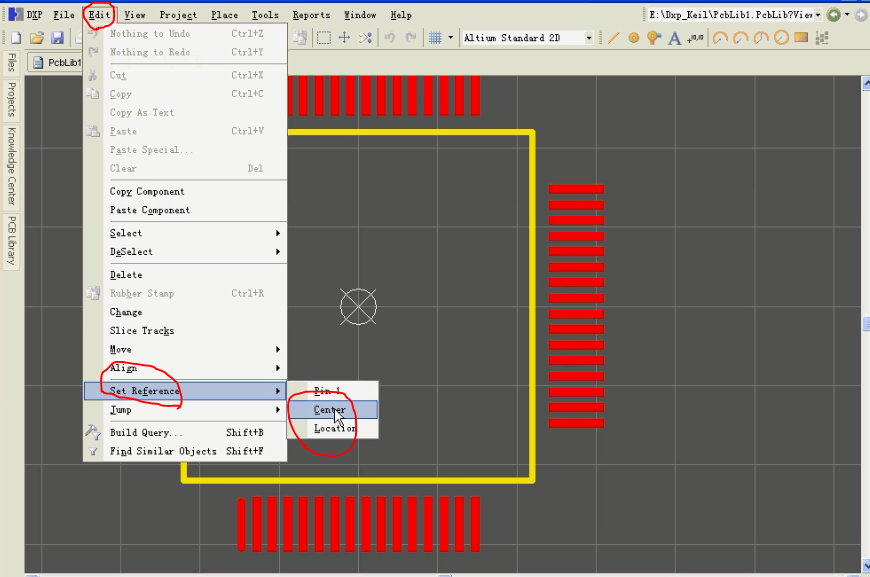 DXP File Edit View Project Place Tools Reports Window Help
E:\Dxp_Keil\PcbLib1.PcbLib?View
Altium Standard 2D
A
PcbLib1
Files
Projects
Knowledge Center
PCB Library
Nothing to Undo Ctrl+Z
Nothing to Redo Ctrl+Y
Cut Ctrl+X
Copy Ctrl+C
Copy As Text
Paste Ctrl+V
Paste Special...
Clear Del
Copy Component
Paste Component
Select
DeSelect
Delete
Rubber Stamp Ctrl+R
Change
Slice Tracks
Move
Align
Set Reference
Jump
Build Query... Shift+B
Find Similar Objects Shift+F
Pin 1
Center
Location